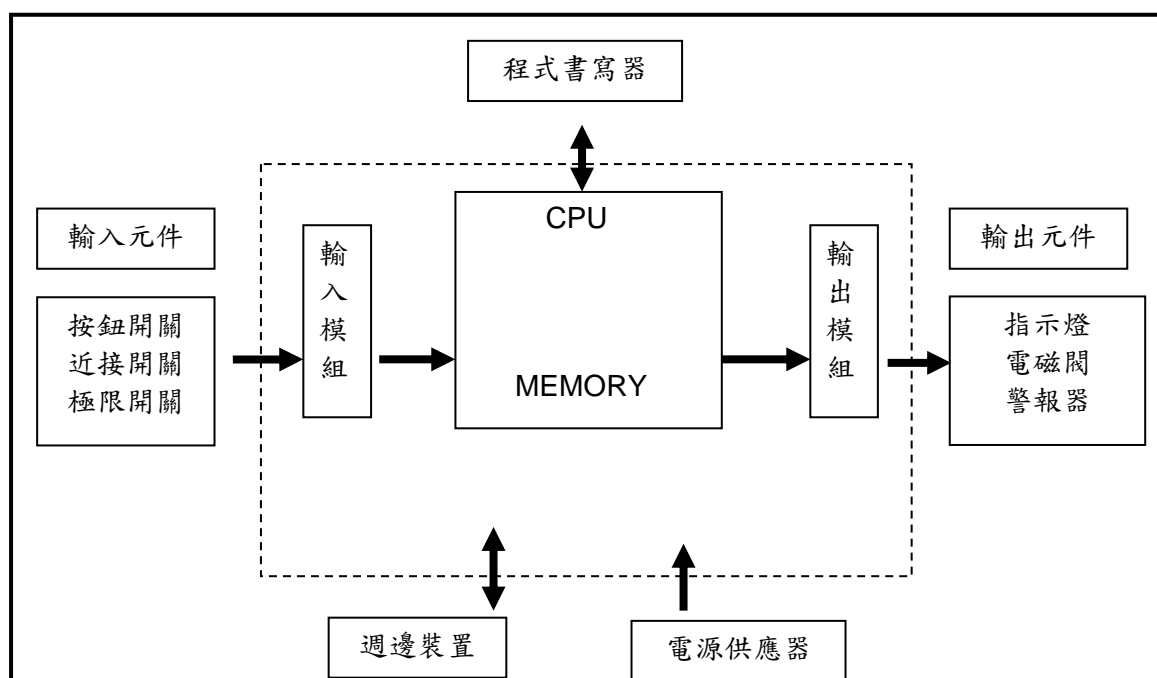 程式書寫器
CPU
MEMORY
輸入元件
按鈕開關
近接開關
極限開關
輸入模組
輸出模組
輸出元件
指示燈
電磁閥
警報器
週邊裝置
電源供應器